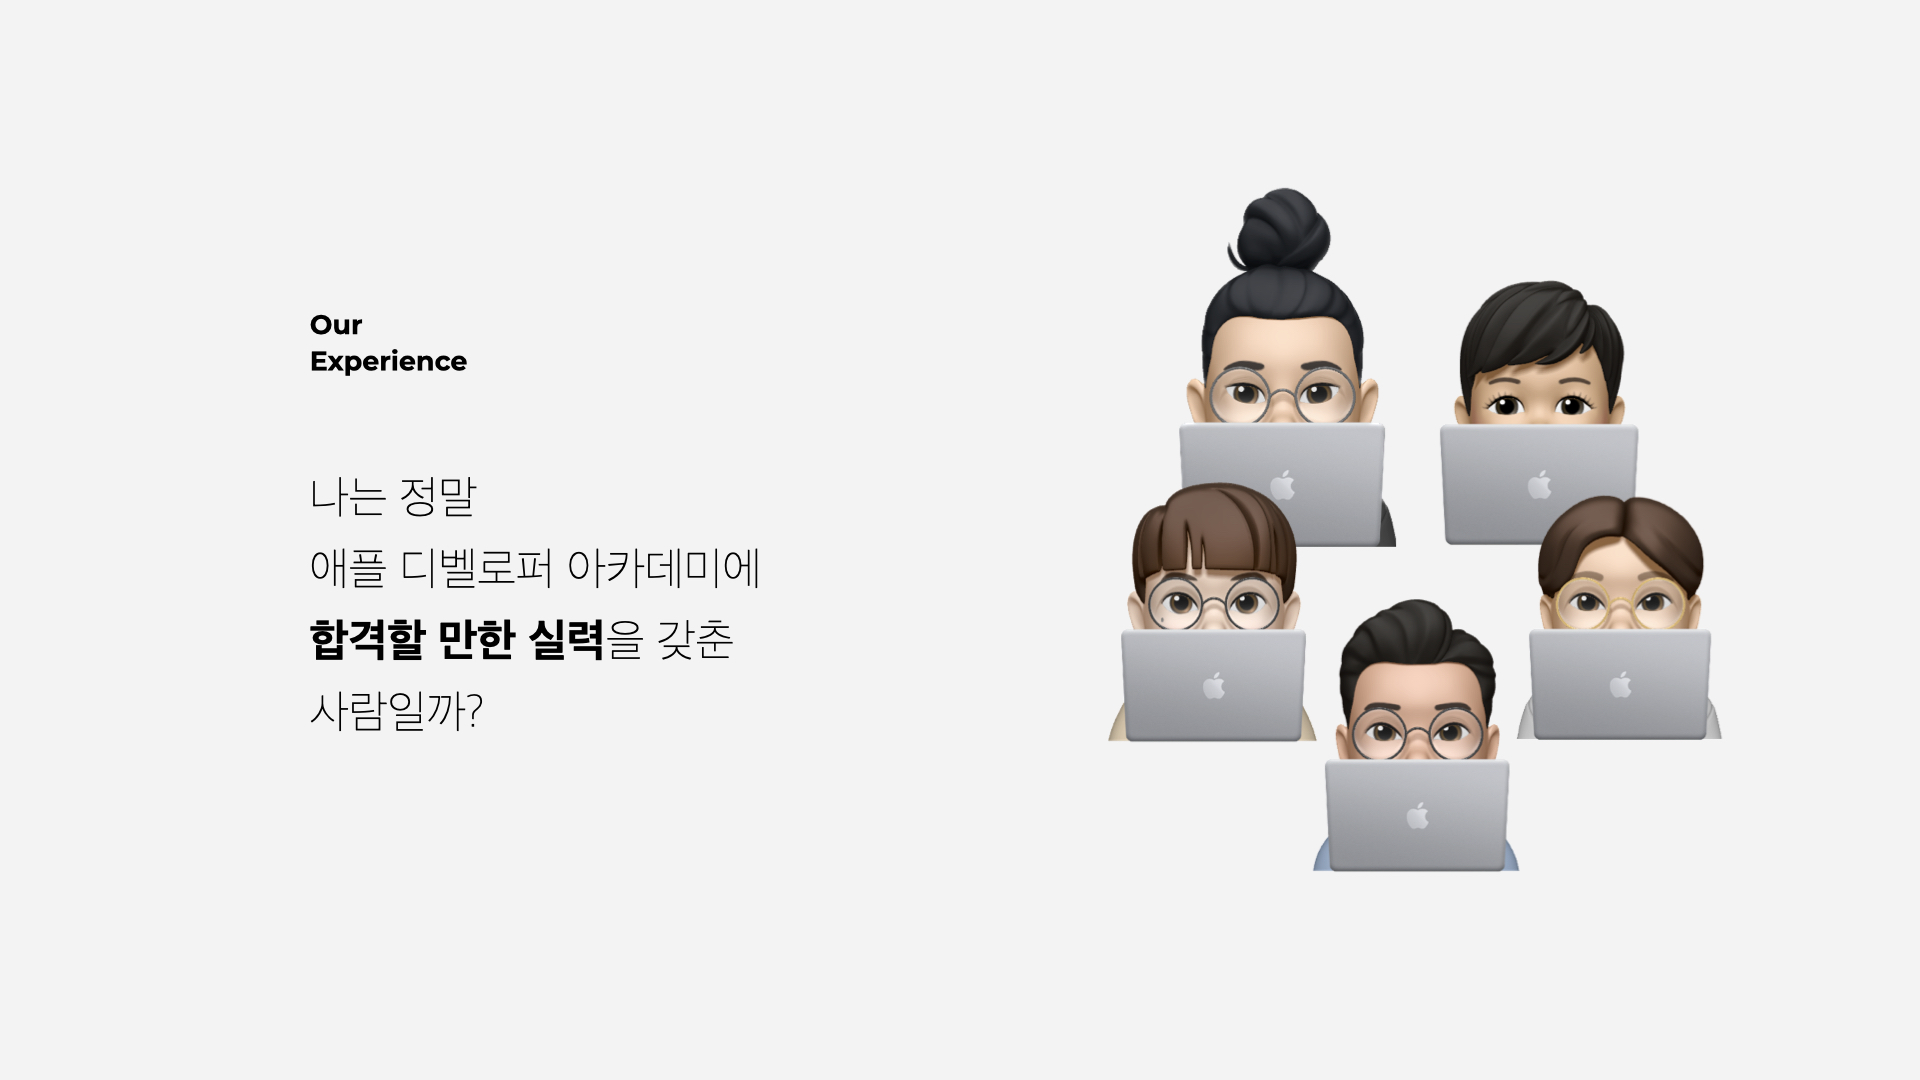 Our
Experience
나는 정말
애플 디벨로퍼 아카데미에
합격할 만한 실력을 갖춘
사람일까?